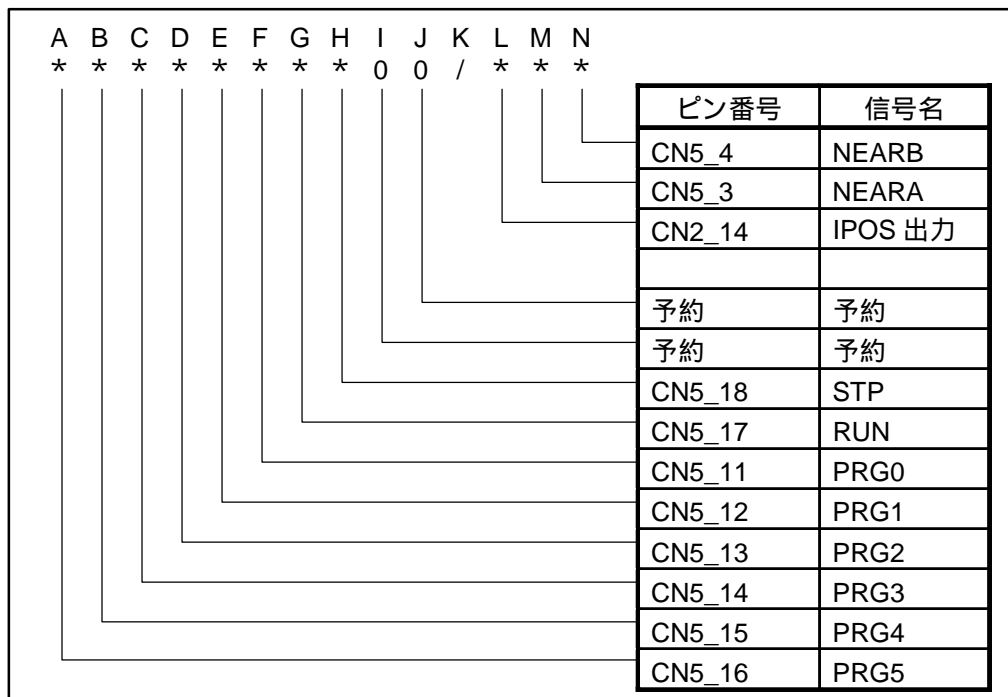 A B C D E F G H I J K L M N
* * * * * * * * 0 0 / * * *
ピン番号 信号名
CN5_4 NEARB
CN5_3 NEARA
CN2_14 IPOS 出力
予約 予約
予約 予約
CN5_18 STP
CN5_17 RUN
CN5_11 PRG0
CN5_12 PRG1
CN5_13 PRG2
CN5_14 PRG3
CN5_15 PRG4
CN5_16 PRG5